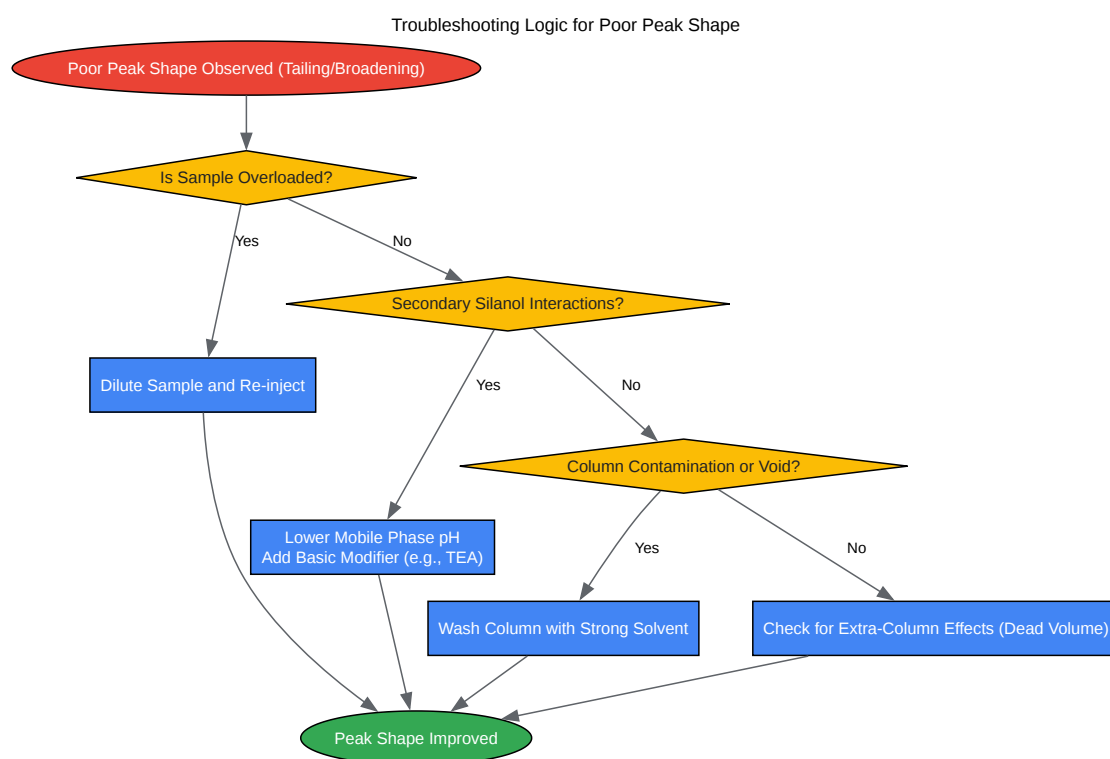 Troubleshooting Logic for Poor Peak Shape
Poor Peak Shape Observed (Tailing/Broadening)
Is Sample Overloaded?
Yes
No
Secondary Silanol Interactions?
Dilute Sample and Re-inject
Yes
No
Column Contamination or Void?
Lower Mobile Phase pH
Add Basic Modifier (e.g., TEA)
Yes
No
Wash Column with Strong Solvent
Check for Extra-Column Effects (Dead Volume)
Peak Shape Improved